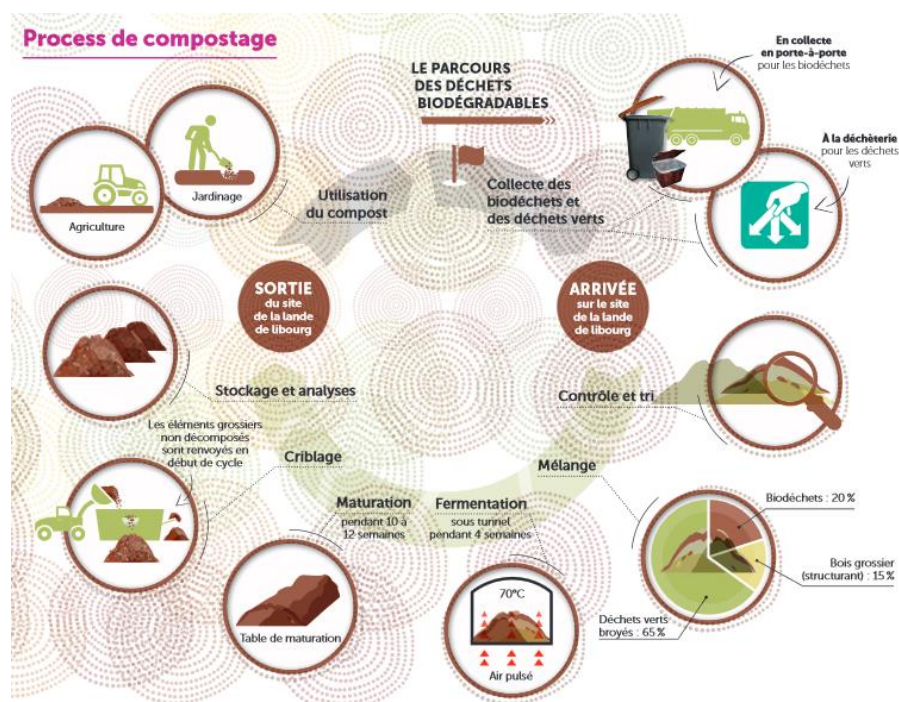 Process de compostage
LE PARCOURS
DES DÉCHETS
BIODÉGRADABLES
En collecte
en porte-à-porte
pour les biodéchets
À la déchèterie
pour les déchets
verts
Collecte des
biodéchets et
des déchets verts
ARRIVÉE
sur le site
de la lande
de libourg
Contrôle et tri
Mélange
Biodéchets : 20 %
Bois grossier
(structurant) : 15 %
Déchets verts
broyés : 65 %
Fermentation
sous tunnel
pendant 4 semaines
70°C
Air pulsé
Maturation
pendant 10 à
12 semaines
Table de maturation
Criblage
Les éléments grossiers
non décomposés
sont renvoyés en
début de cycle
Stockage et analyses
SORTIE
du site
de la lande
de libourg
Utilisation
du compost
Jardinage
Agriculture